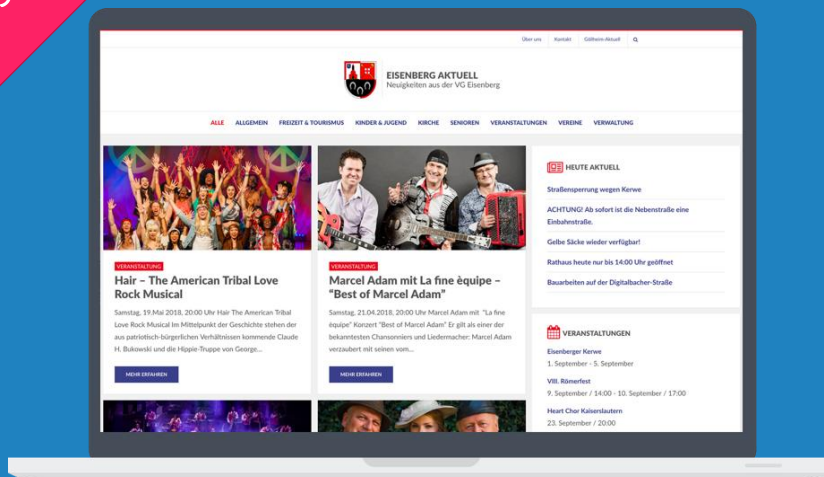 Über uns Kontakt Göllheim Aktuell
EISENBERG AKTUELL
Neuigkeiten aus der VG Eisenberg
ALLE ALLGEMEIN FREIZEIT & TOURISMUS KINDER & JUGEND KIRCHE SENIOREN VERANSTALTUNGEN VEREINE VERWALTUNG
VERANSTALTUNG
Hair – The American Tribal Love
Rock Musical
Samstag, 19.Mai 2018, 20:00 Uhr Hair The American Tribal
Love Rock Musical Im Mittelpunkt der Geschichte stehen der
aus patriotisch-bürgerlichen Verhältnissen kommende Claude
H. Bukowski und die Hippie-Truppe von George...
MEHR ERFAHREN
VERANSTALTUNG
Marcel Adam mit La fine èquipe –
“Best of Marcel Adam”
Samstag, 21.04.2018, 20:00 Uhr Marcel Adam mit "La fine
équipe" Konzert "Best of Marcel Adam" Er gilt als einer der
bekanntesten Chansonniers und Liedermacher: Marcel Adam
verzaubert mit seinen vom...
MEHR ERFAHREN
HEUTE AKTUELL
Straßensperrung wegen Kerwe
ACHTUNG! Ab sofort ist die Nebenstraße eine
Einbahnstraße.
Gelbe Säcke wieder verfügbar!
Rathaus heute nur bis 14:00 Uhr geöffnet
Bauarbeiten auf der Digitalbacher-Straße
VERANSTALTUNGEN
Eisenberger Kerwe
1. September - 5. September
VIII. Römerfest
9. September / 14:00 - 10. September / 17:00
Heart Chor Kaiserslautern
23. September / 20:00